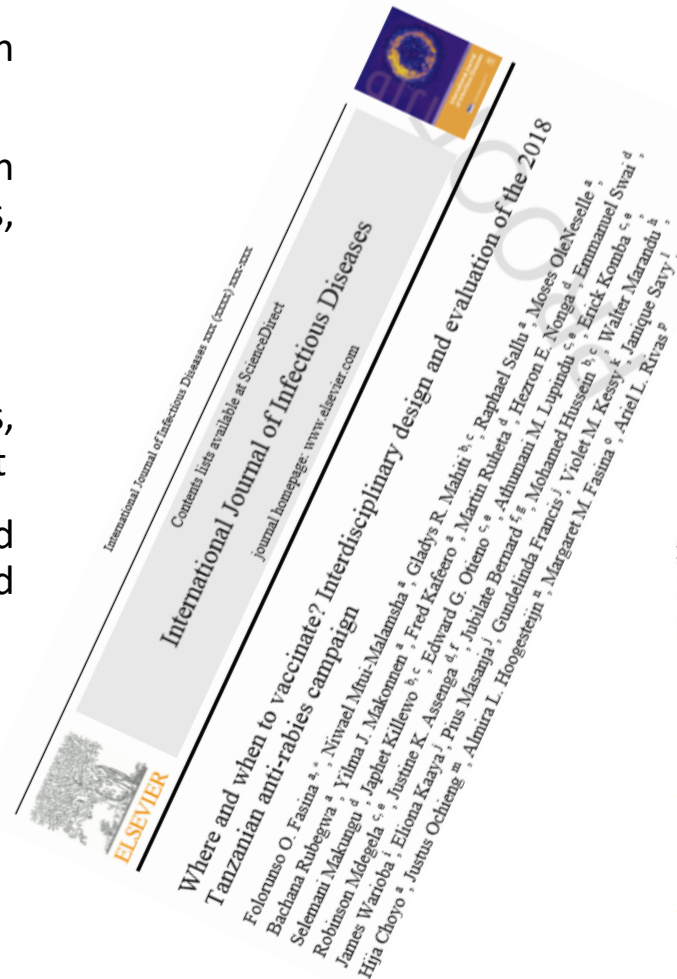 n
n
s,
s,
t
d
d
International Journal of Infectious Diseases xxx (xxxx) xxx-xxx
Contents lists available at ScienceDirect
International Journal of Infectious Diseases
journal homepage: www.elsevier.com
ELSEVIER
Where and when to vaccinate? Interdisciplinary design and evaluation of the 2018
Tanzanian anti-rabies campaign
Folorunso O. Fasina a, *, Niwael Mtui-Malamsha a, Gladys R. Mahiti b, c, Raphael Sallu a, Moses OleNeselle a,
Bachana Rubegwa a, Yilma J. Makonnen a, Fred Kafeero a, Martin Ruheta d, Hezron E. Nonga d, Emmanuel Swai d,
Selemani Makungu d, Japhet Killewo b, c, Edward G. Otieno c, e, Athumani M. Lupindu c, e, Erick Komba c, e,
Robinson Mdegela c, e, Justine K. Assenga d, f, Jubilate Bernard f, g, Mohamed Hussein b, c, Walter Marandu h,
James Warioba i, Eliona Kaaya j, Pius Masanja j, Gundelinda Francis j, Violet M. Kessy k, Janique Savy l,
Hija Choyo a, Justus Ochieng m, Almira L. Hoogesteijn n, Margaret M. Fasina o, Ariel L. Rivas p